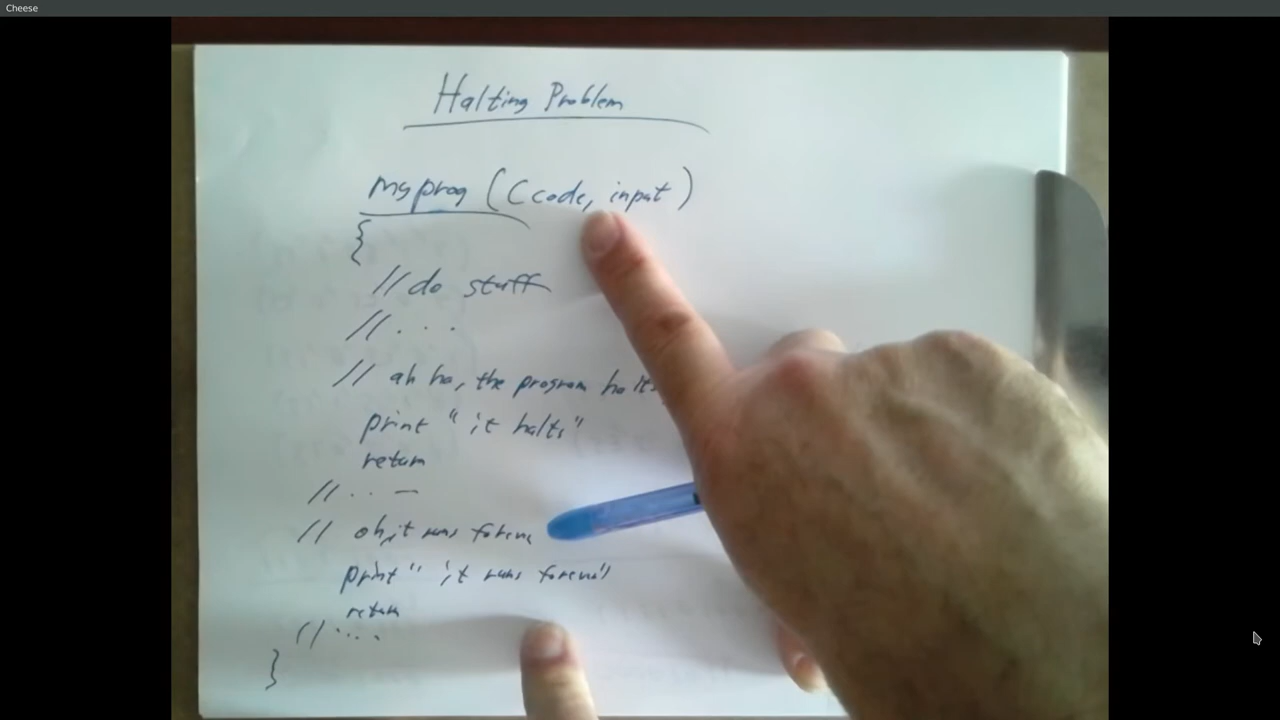 Cheese
Halting Problem
myprog (C code, input)
{
// do stuff
// . . .
// ah ha, the program halts
print "it halts"
return
// . . —
// oh, it runs forever
print "it runs forever"
return
// . . . .
}